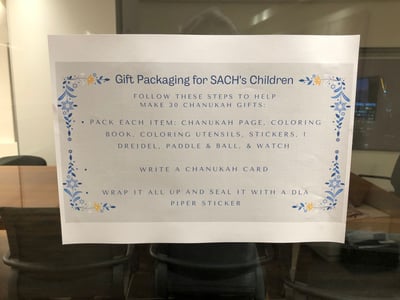 Gift Packaging for SACH's Children
FOLLOW THESE STEPS TO HELP
MAKE 30 CHANUKAH GIFTS:
• PACK EACH ITEM: CHANUKAH PAGE, COLORING
BOOK, COLORING UTENSILS, STICKERS, 1
DREIDEL, PADDLE & BALL, & WATCH
• WRITE A CHANUKAH CARD
• WRAP IT ALL UP AND SEAL IT WITH A DLA
PIPER STICKER